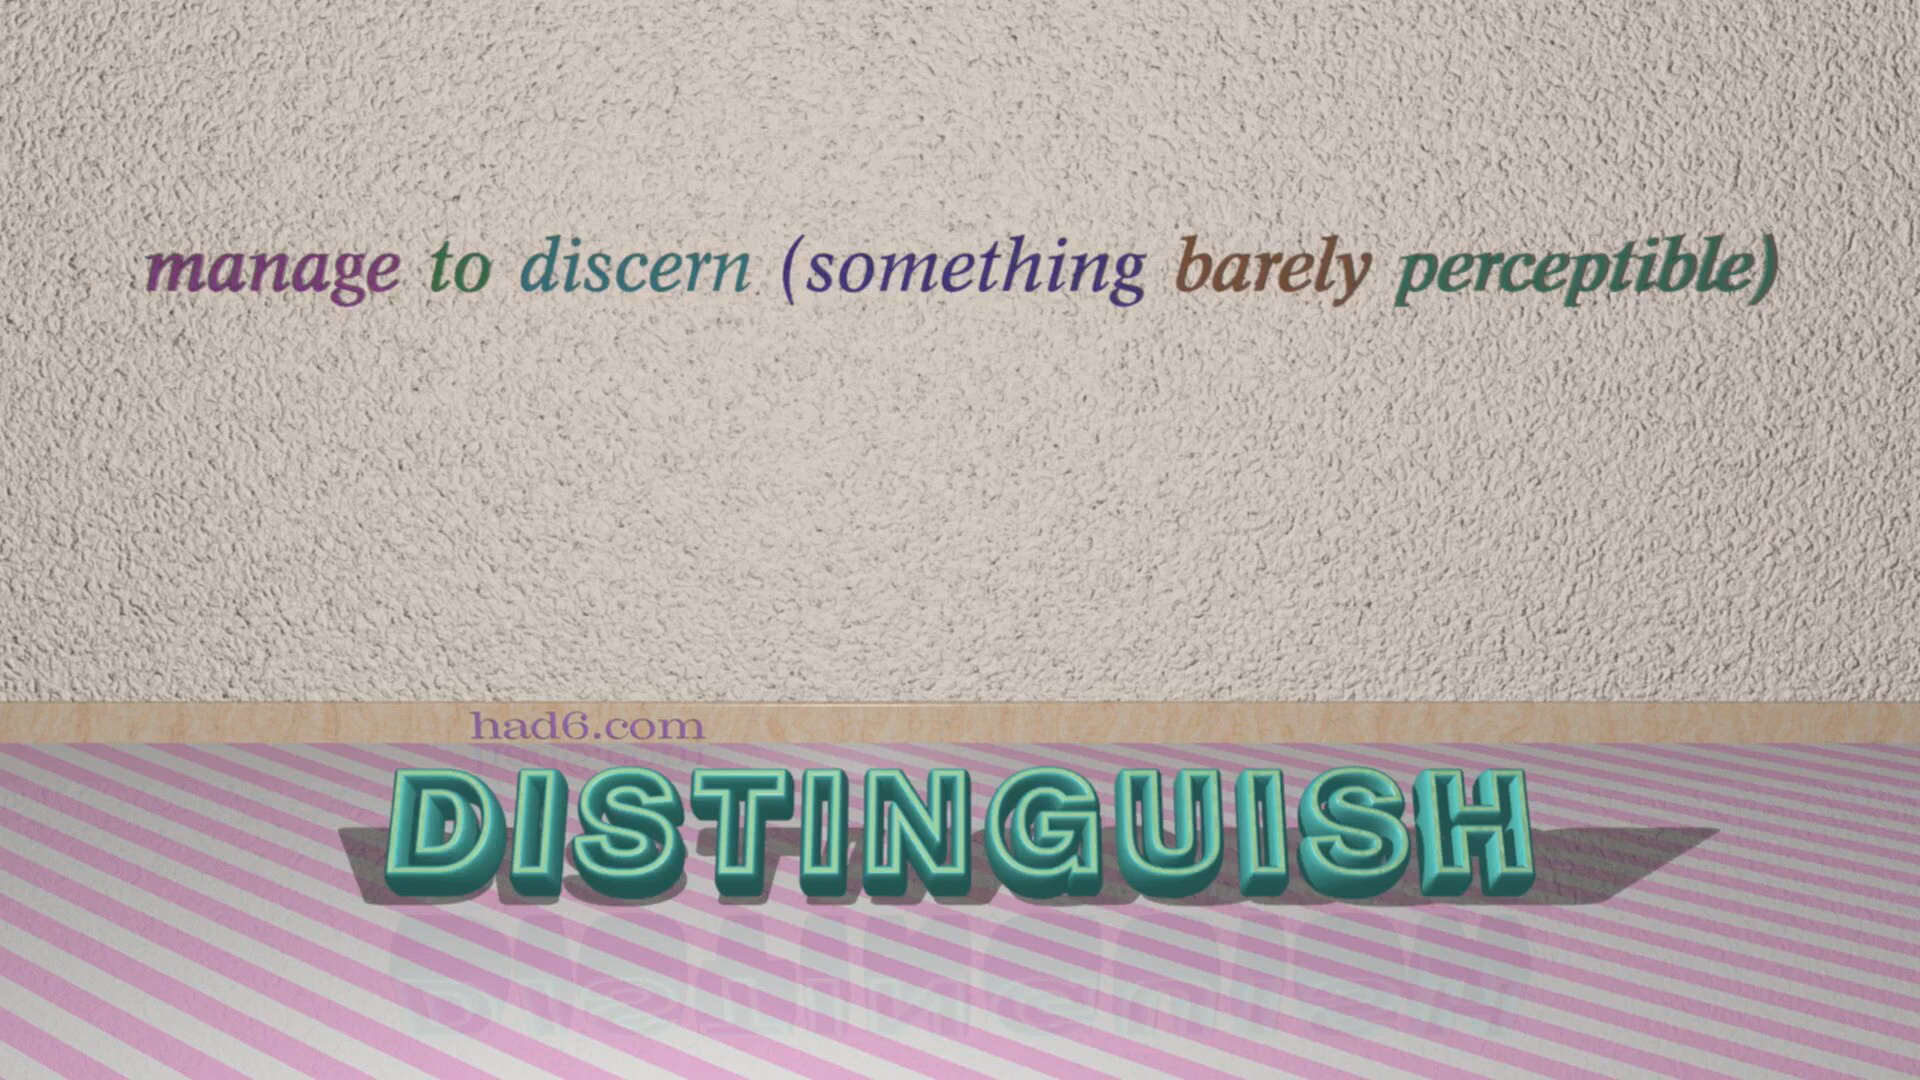 manage to discern (something barely perceptible)
had6.com
DISTINGUISH